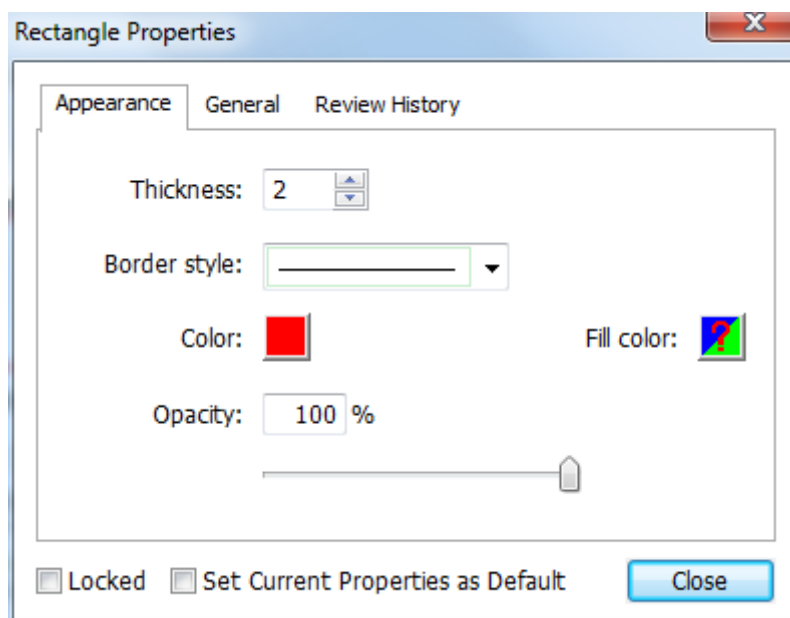 Rectangle Properties
Appearance General Review History
Thickness: 2
Border style:
Color: Fill color: ?
Opacity: 100 %
Locked Set Current Properties as Default Close